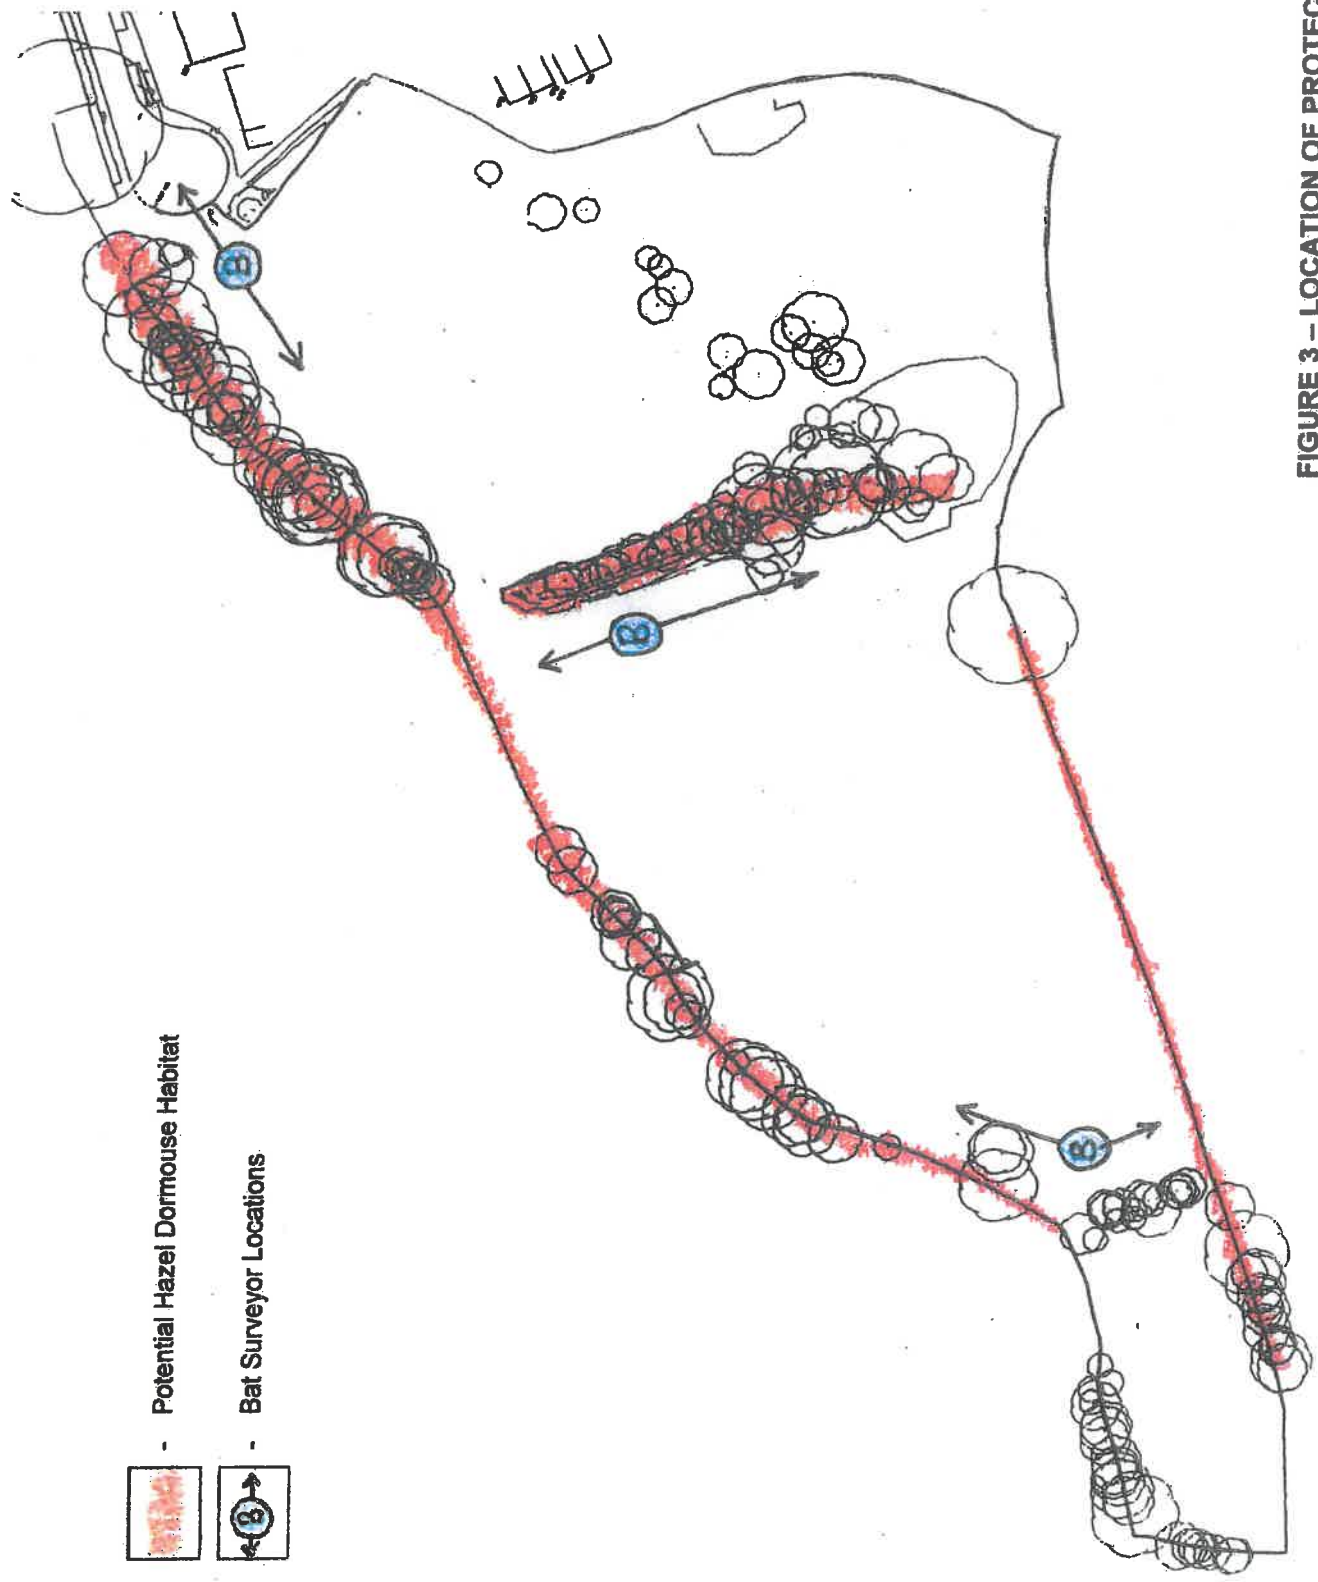 - Potential Hazel Dormouse Habitat
B - Bat Surveyor Locations
B
B
B
FIGURE 3 – LOCATION OF PROTEC